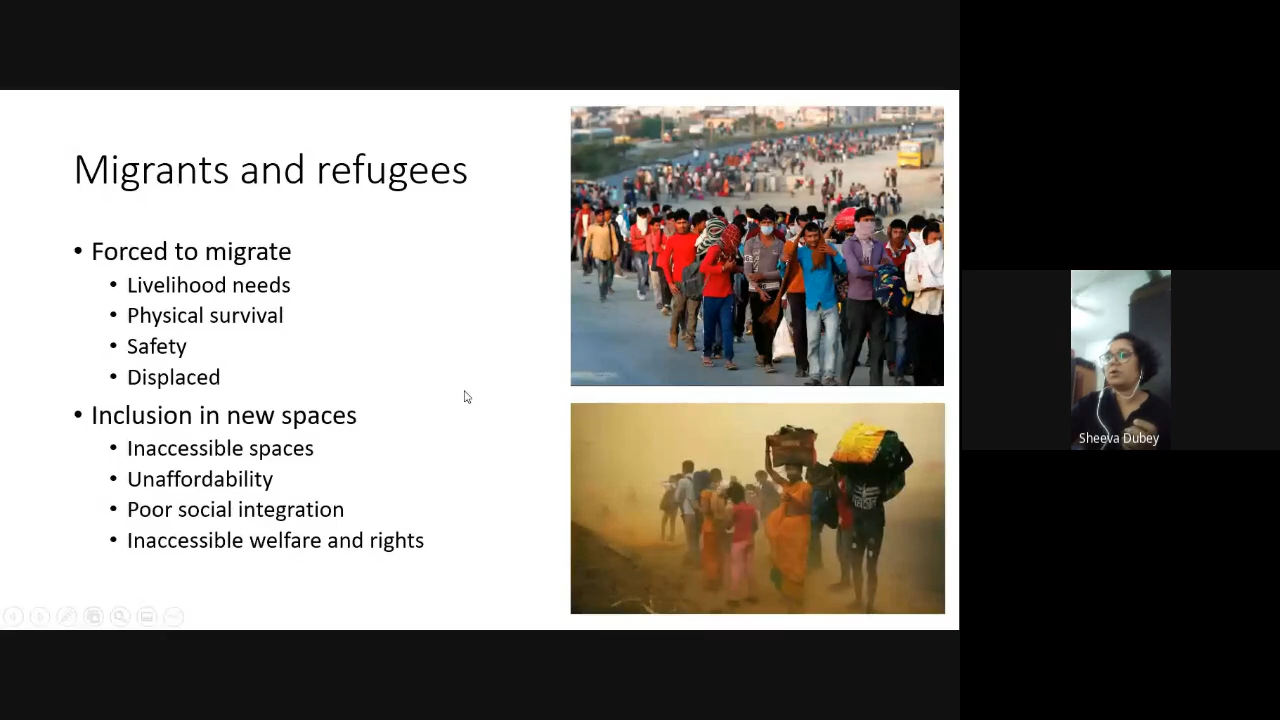 Migrants and refugees
• Forced to migrate
• Livelihood needs
• Physical survival
• Safety
• Displaced
• Inclusion in new spaces
• Inaccessible spaces
• Unaffordability
• Poor social integration
• Inaccessible welfare and rights
Sheeva Dubey